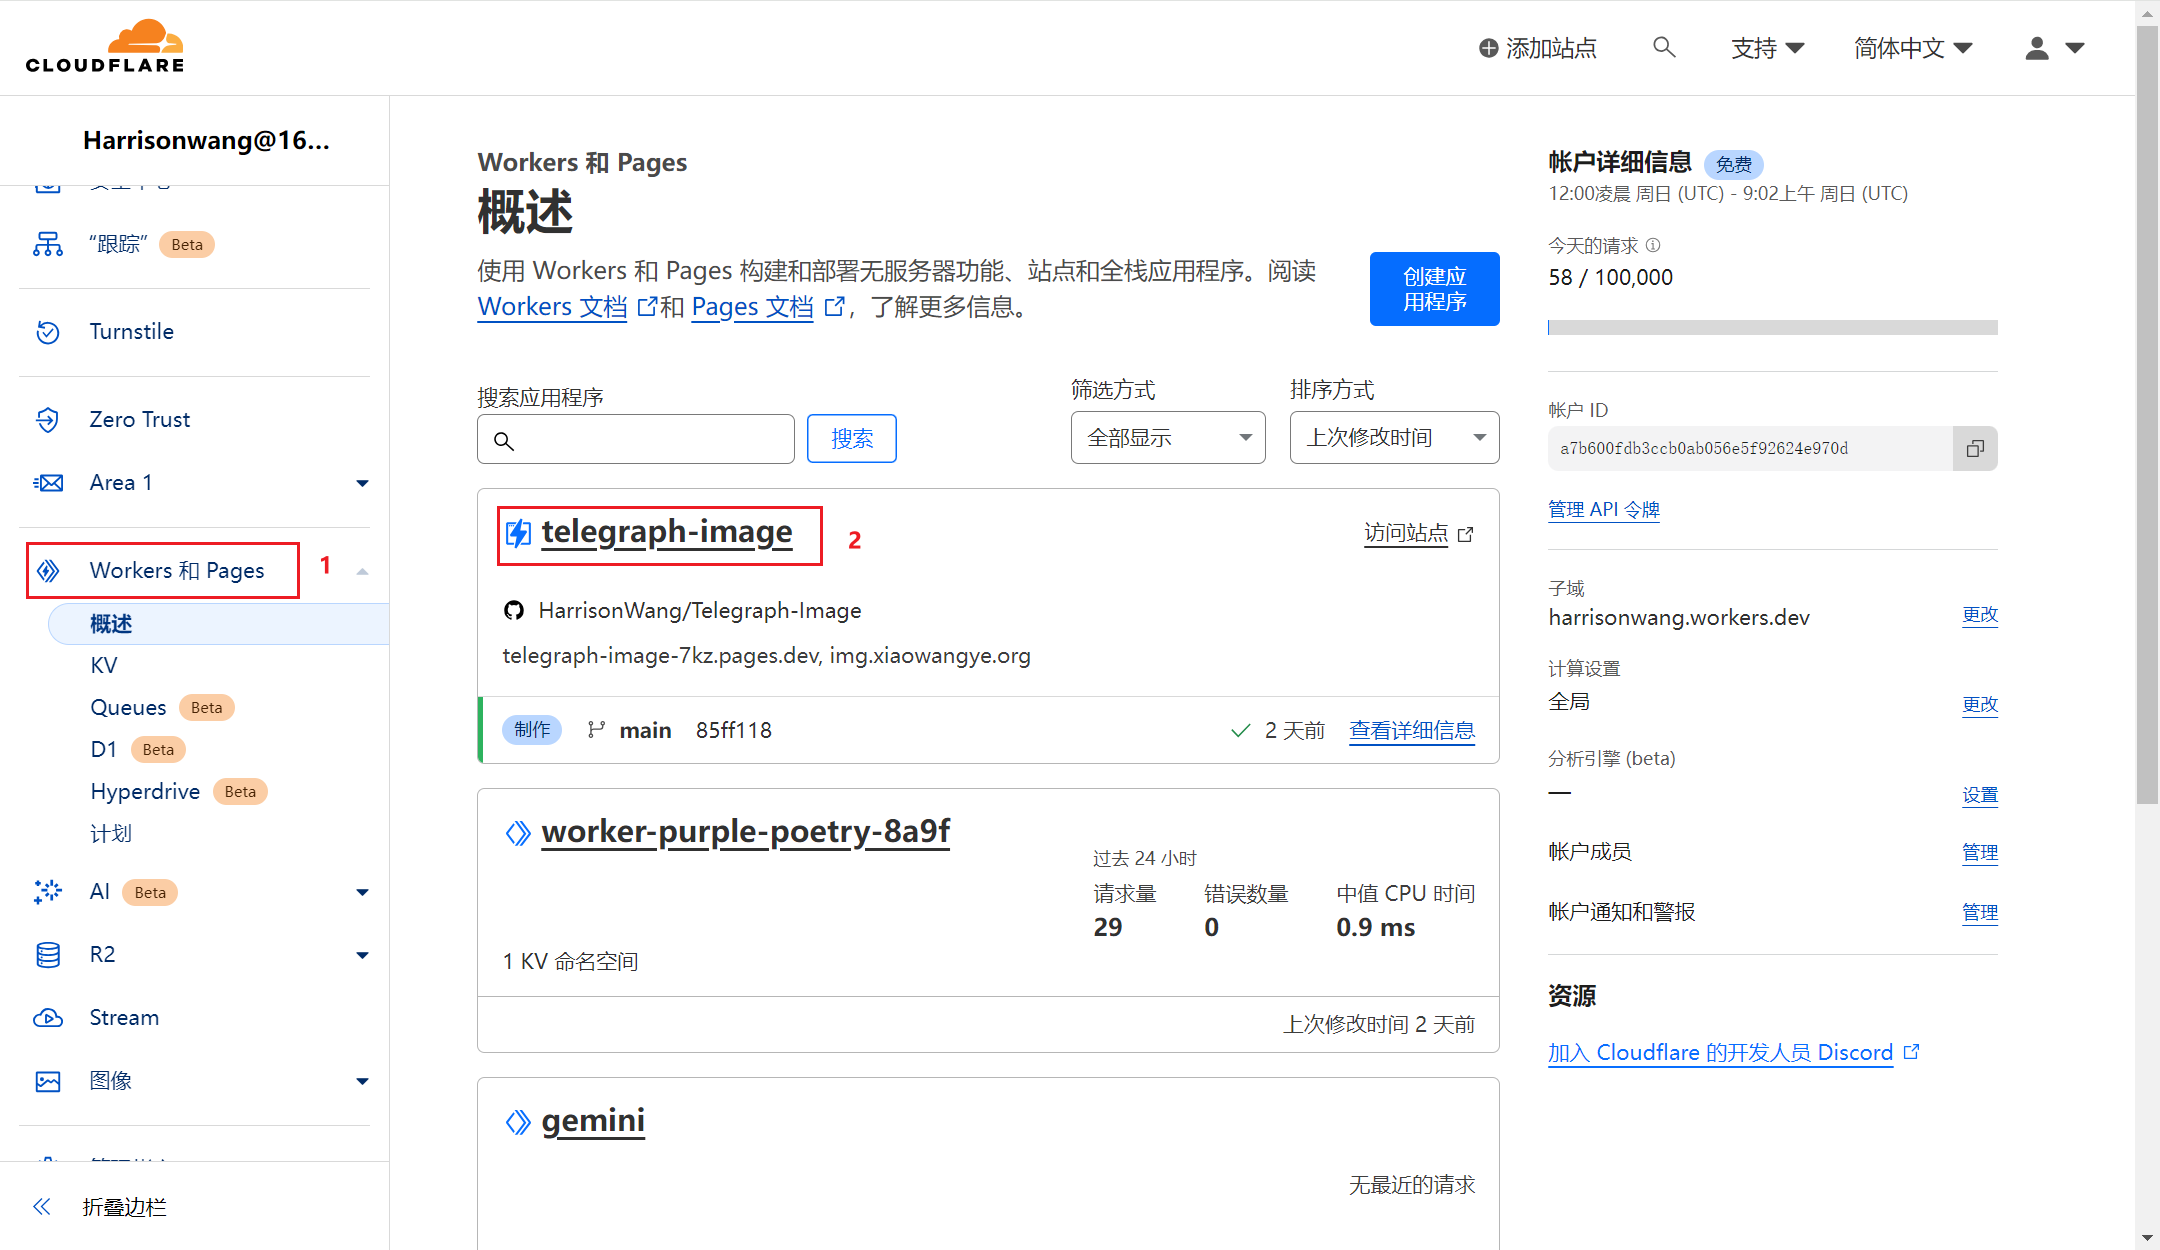 CLOUDFLARE
添加站点
支持
简体中文
Harrisonwang@16...
“跟踪” Beta
Turnstile
Zero Trust
Area 1
Workers 和 Pages 1
概述
KV
Queues Beta
D1 Beta
Hyperdrive Beta
计划
AI Beta
R2
Stream
图像
折叠边栏
Workers 和 Pages
概述
使用 Workers 和 Pages 构建和部署无服务器功能、站点和全栈应用程序。阅读
Workers 文档 和 Pages 文档 ，了解更多信息。
创建应
用程序
搜索应用程序
搜索
筛选方式
全部显示
排序方式
上次修改时间
telegraph-image 2
访问站点
HarrisonWang/Telegraph-Image
telegraph-image-7kz.pages.dev, img.xiaowangye.org
制作 main 85ff118 2 天前 查看详细信息
worker-purple-poetry-8a9f
过去 24 小时
请求量 错误数量 中值 CPU 时间
29 0 0.9 ms
1 KV 命名空间
上次修改时间 2 天前
gemini
无最近的请求
帐户详细信息 免费
12:00凌晨 周日 (UTC) - 9:02上午 周日 (UTC)
今天的请求
58 / 100,000
帐户 ID
a7b600fdb3ccb0ab056e5f92624e970d
管理 API 令牌
子域
harrisonwang.workers.dev 更改
计算设置
全局 更改
分析引擎 (beta)
— 设置
帐户成员 管理
帐户通知和警报 管理
资源
加入 Cloudflare 的开发人员 Discord